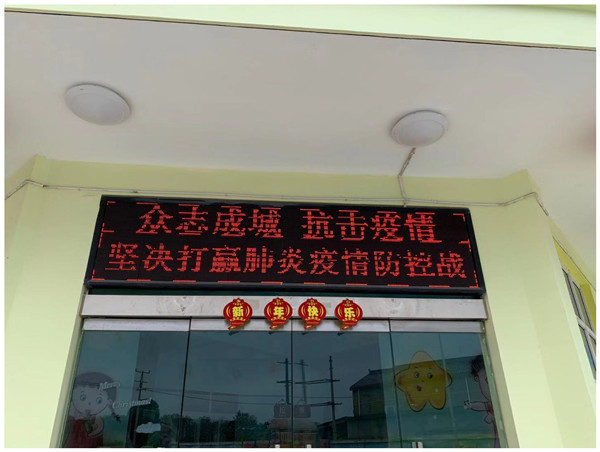 众志成城 抗击疫情
坚决打赢肺炎疫情防控战
新年快乐
Merry